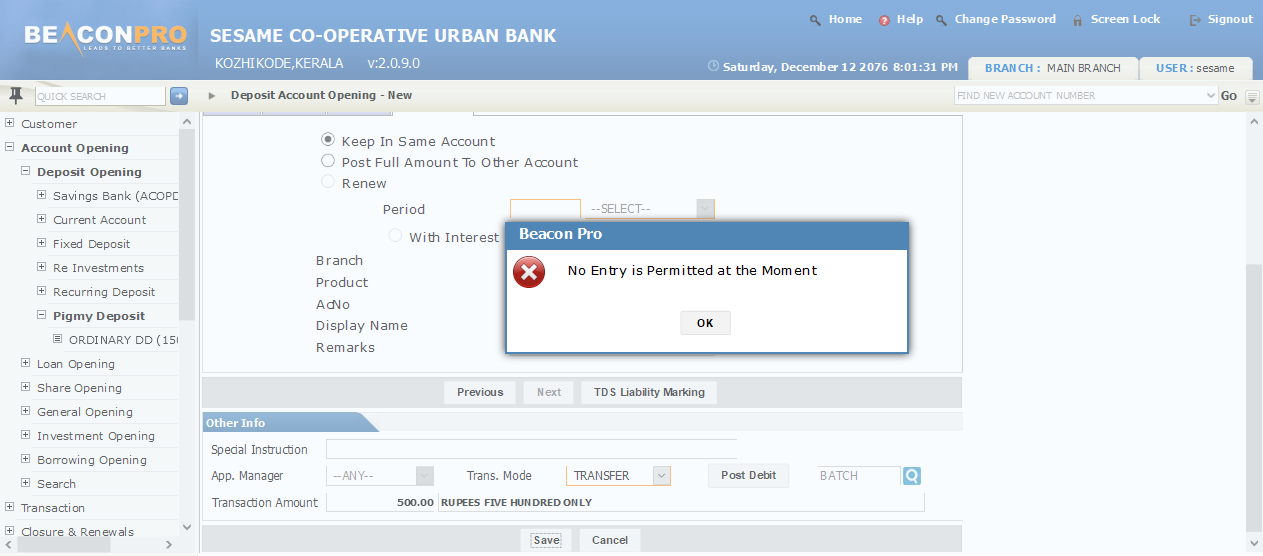 Home Help Change Password Screen Lock Signout
BEACONPRO
LEADS TO BETTER BANKS
SESAME CO-OPERATIVE URBAN BANK
KOZHIKODE,KERALA v:2.0.9.0
Saturday, December 12 2076 8:01:31 PM BRANCH : MAIN BRANCH USER : sesame
QUICK SEARCH Deposit Account Opening - New FIND NEW ACCOUNT NUMBER Go
Customer
Account Opening
Deposit Opening
Savings Bank (ACOPD
Current Account
Fixed Deposit
Re Investments
Recurring Deposit
Pigmy Deposit
ORDINARY DD (150
Loan Opening
Share Opening
General Opening
Investment Opening
Borrowing Opening
Search
Transaction
Closure & Renewals
Keep In Same Account
Post Full Amount To Other Account
Renew
Period --SELECT--
With Interest
Branch
Product
AcNo
Display Name
Remarks
Beacon Pro
No Entry is Permitted at the Moment
OK
Previous Next TDS Liability Marking
Other Info
Special Instruction
App. Manager --ANY-- Trans. Mode TRANSFER Post Debit BATCH
Transaction Amount 500.00 RUPEES FIVE HUNDRED ONLY
Save Cancel